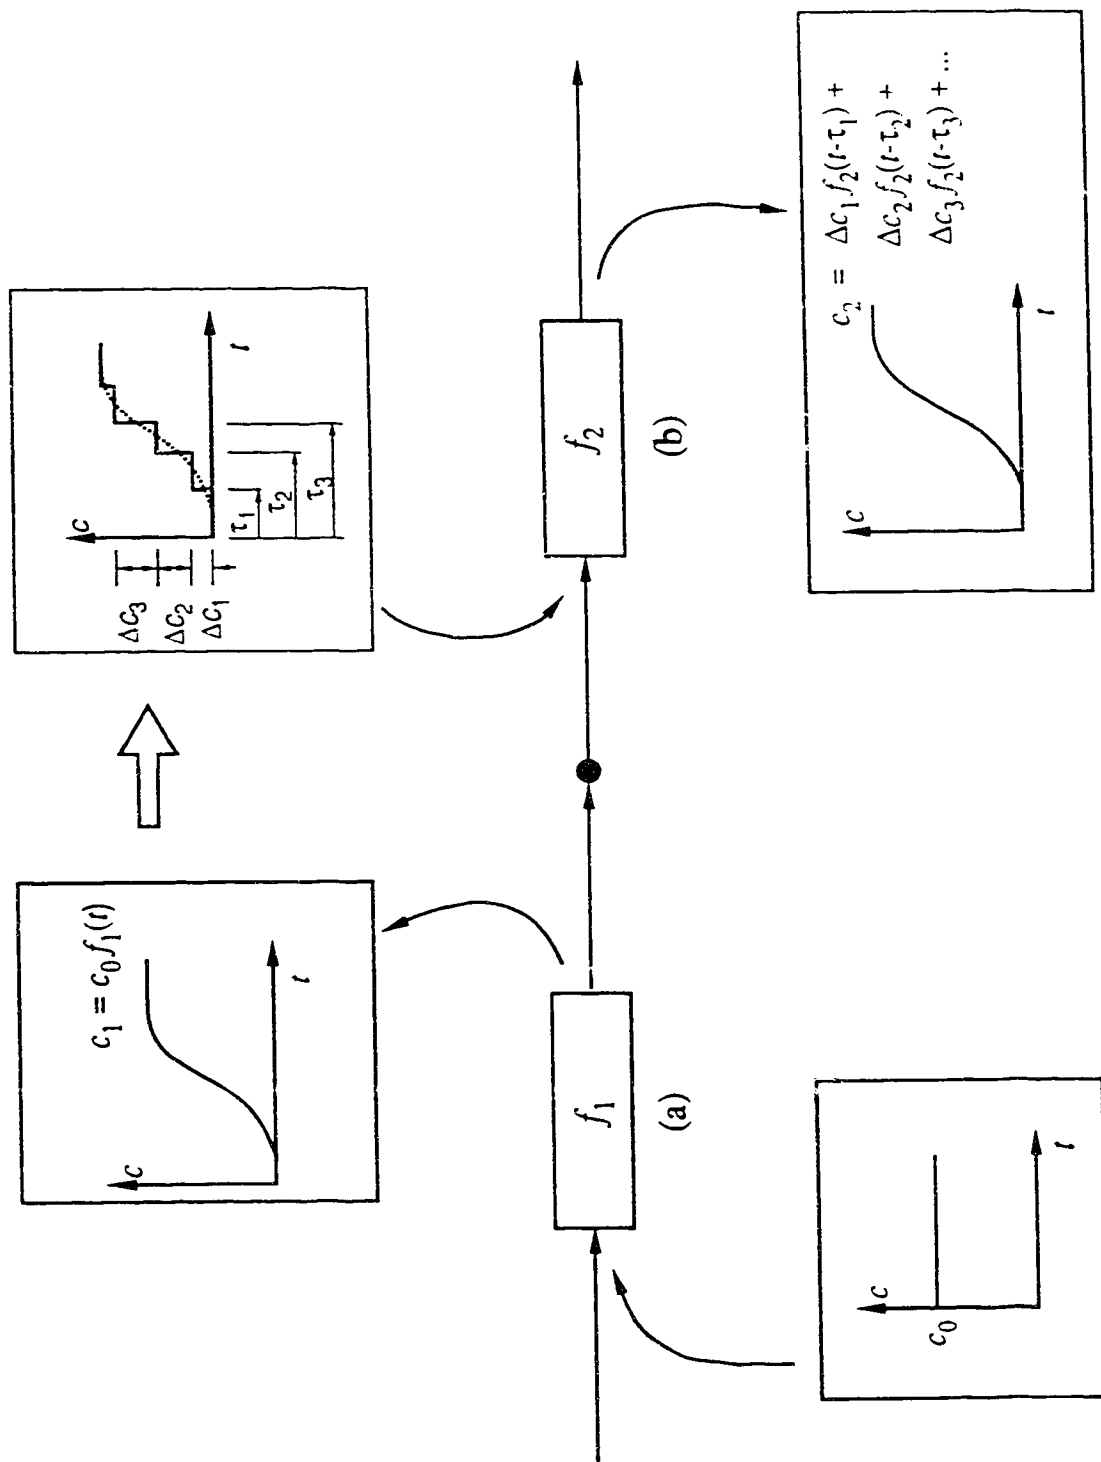 c
c₁ = c₀f₁(t)
t
c
Δc₃
Δc₂
Δc₁
τ₁
τ₂
τ₃
t
f₁
(a)
f₂
(b)
c
c₀
t
c
c₂ = Δc₁f₂(t-τ₁) +
Δc₂f₂(t-τ₂) +
Δc₃f₂(t-τ₃) + ...
t